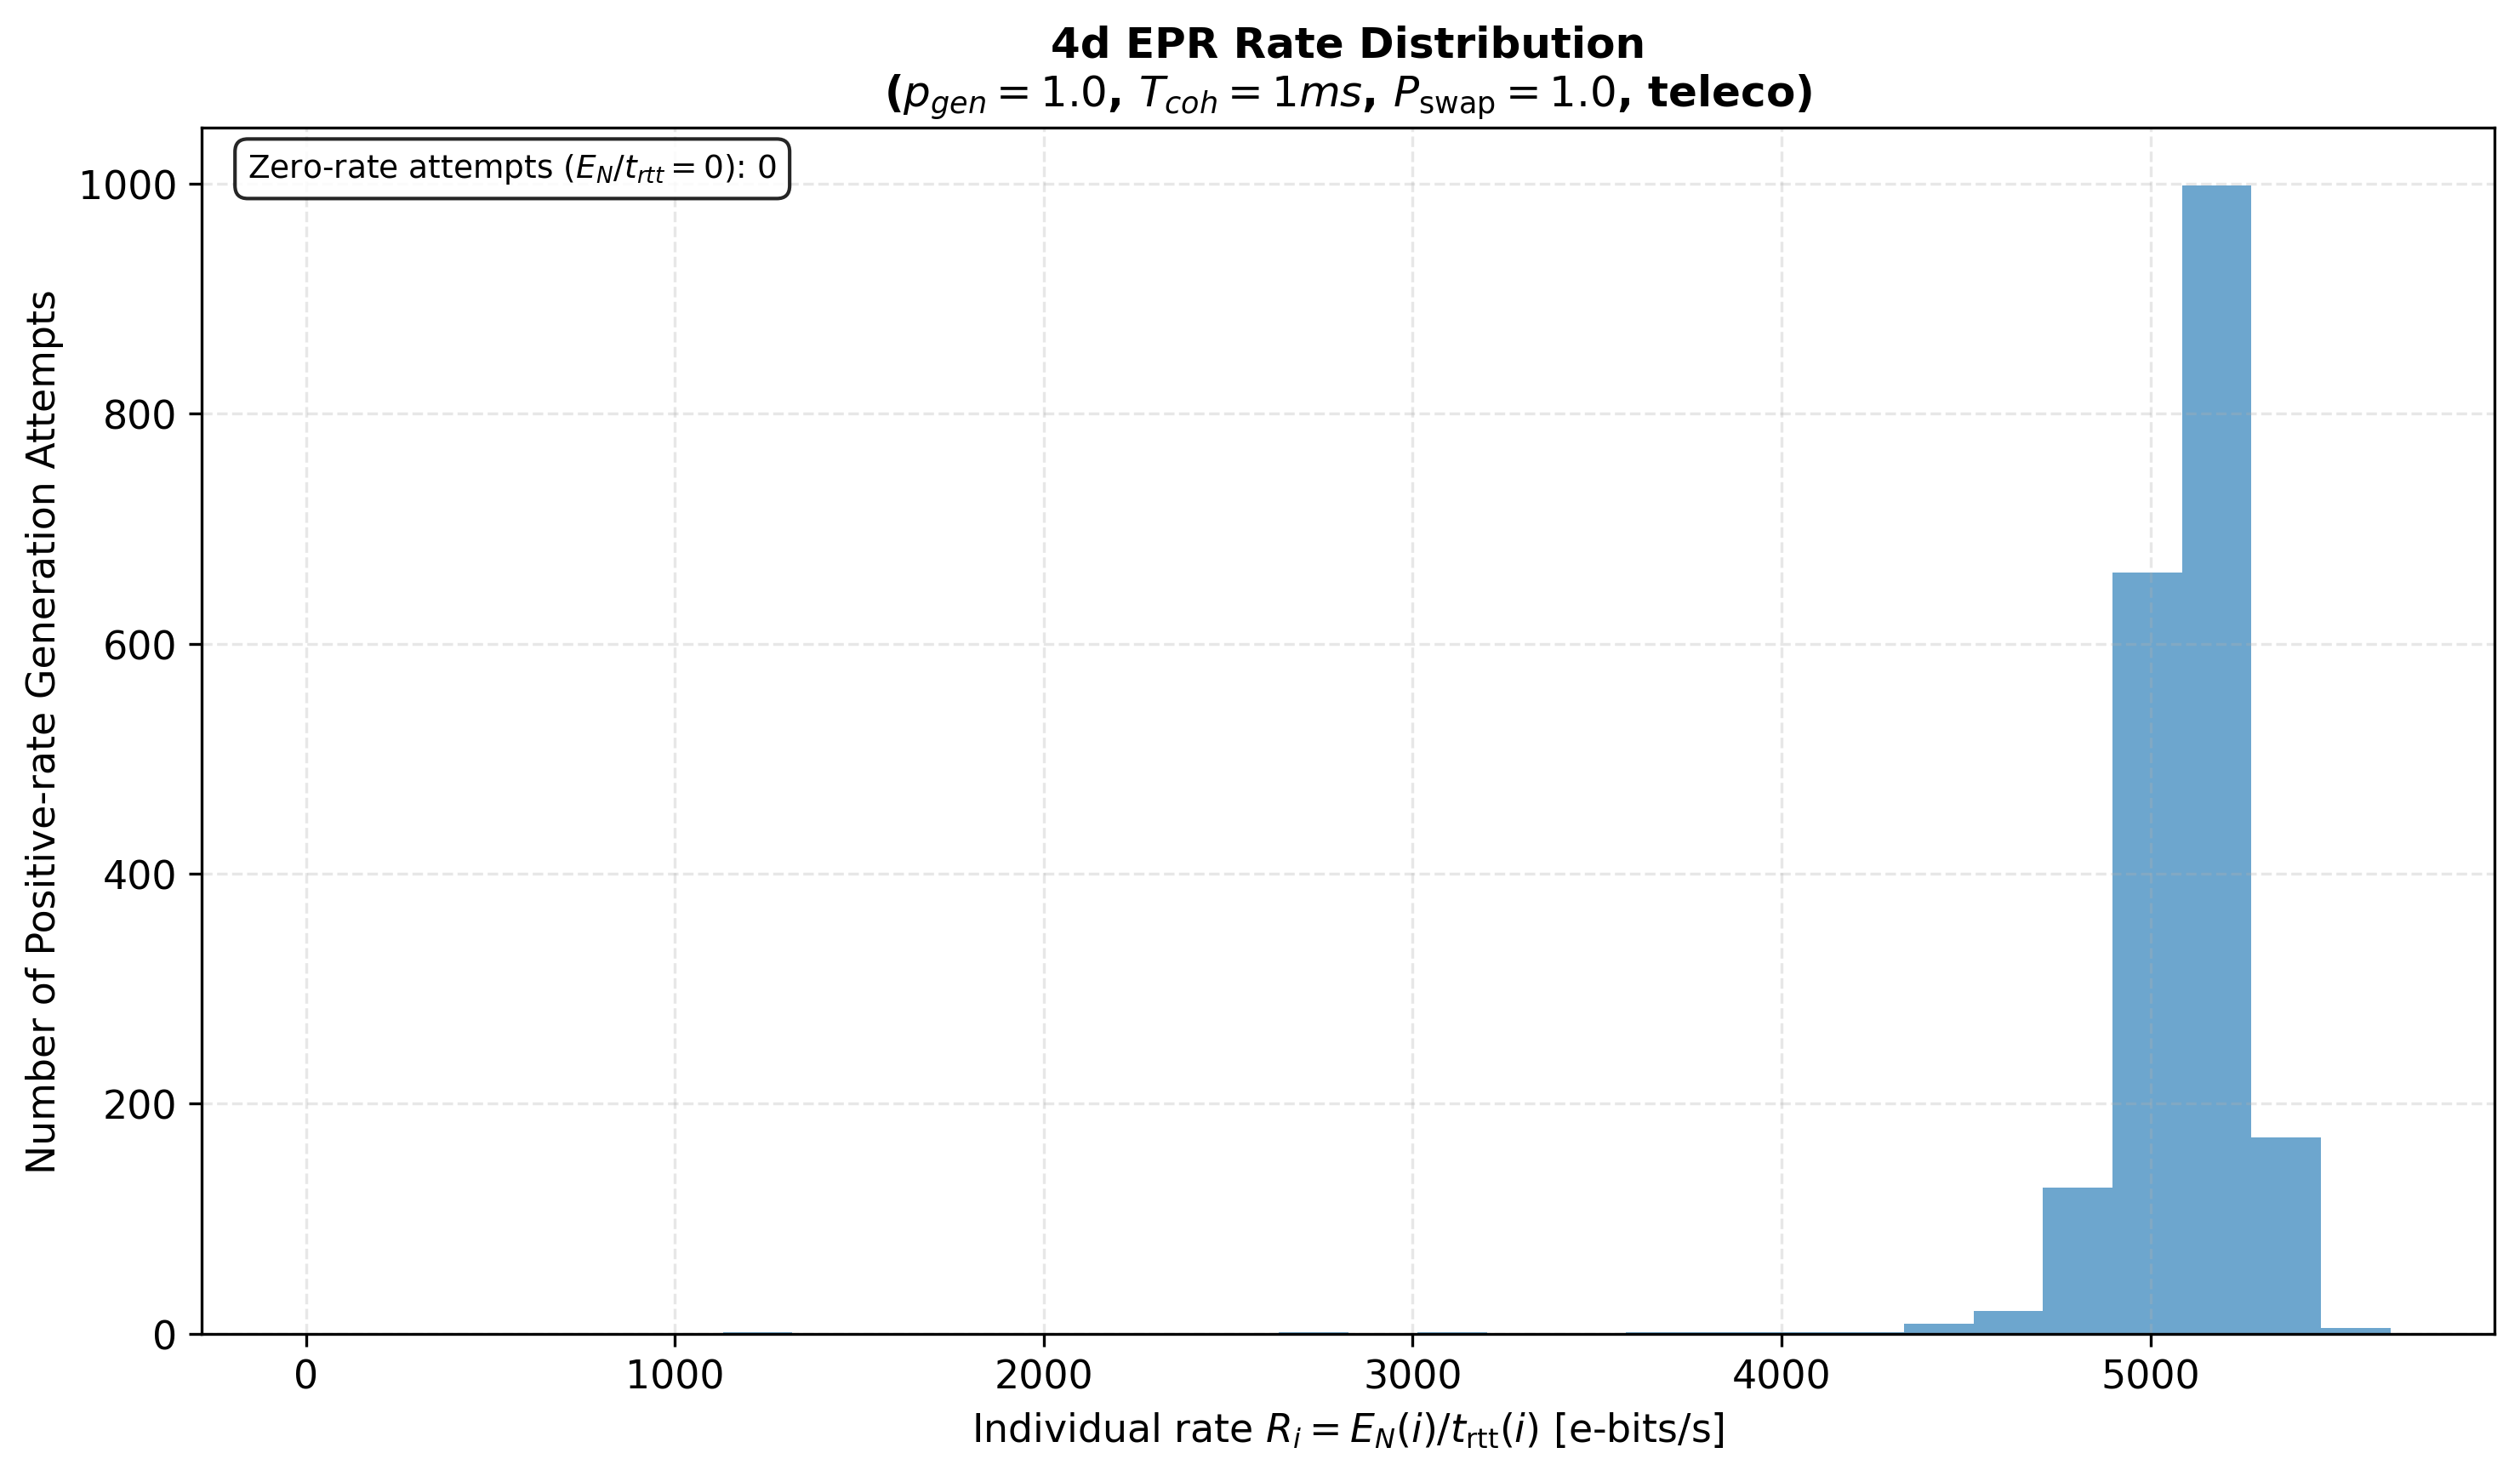 4d EPR Rate Distribution
(p_gen = 1.0, T_coh = 1ms, P_swap = 1.0, teleco)
Zero-rate attempts (E_N/t_rtt = 0): 0
Number of Positive-rate Generation Attempts
1000
800
600
400
200
0
0 1000 2000 3000 4000 5000
Individual rate R_i = E_N(i)/t_rtt(i) [e-bits/s]